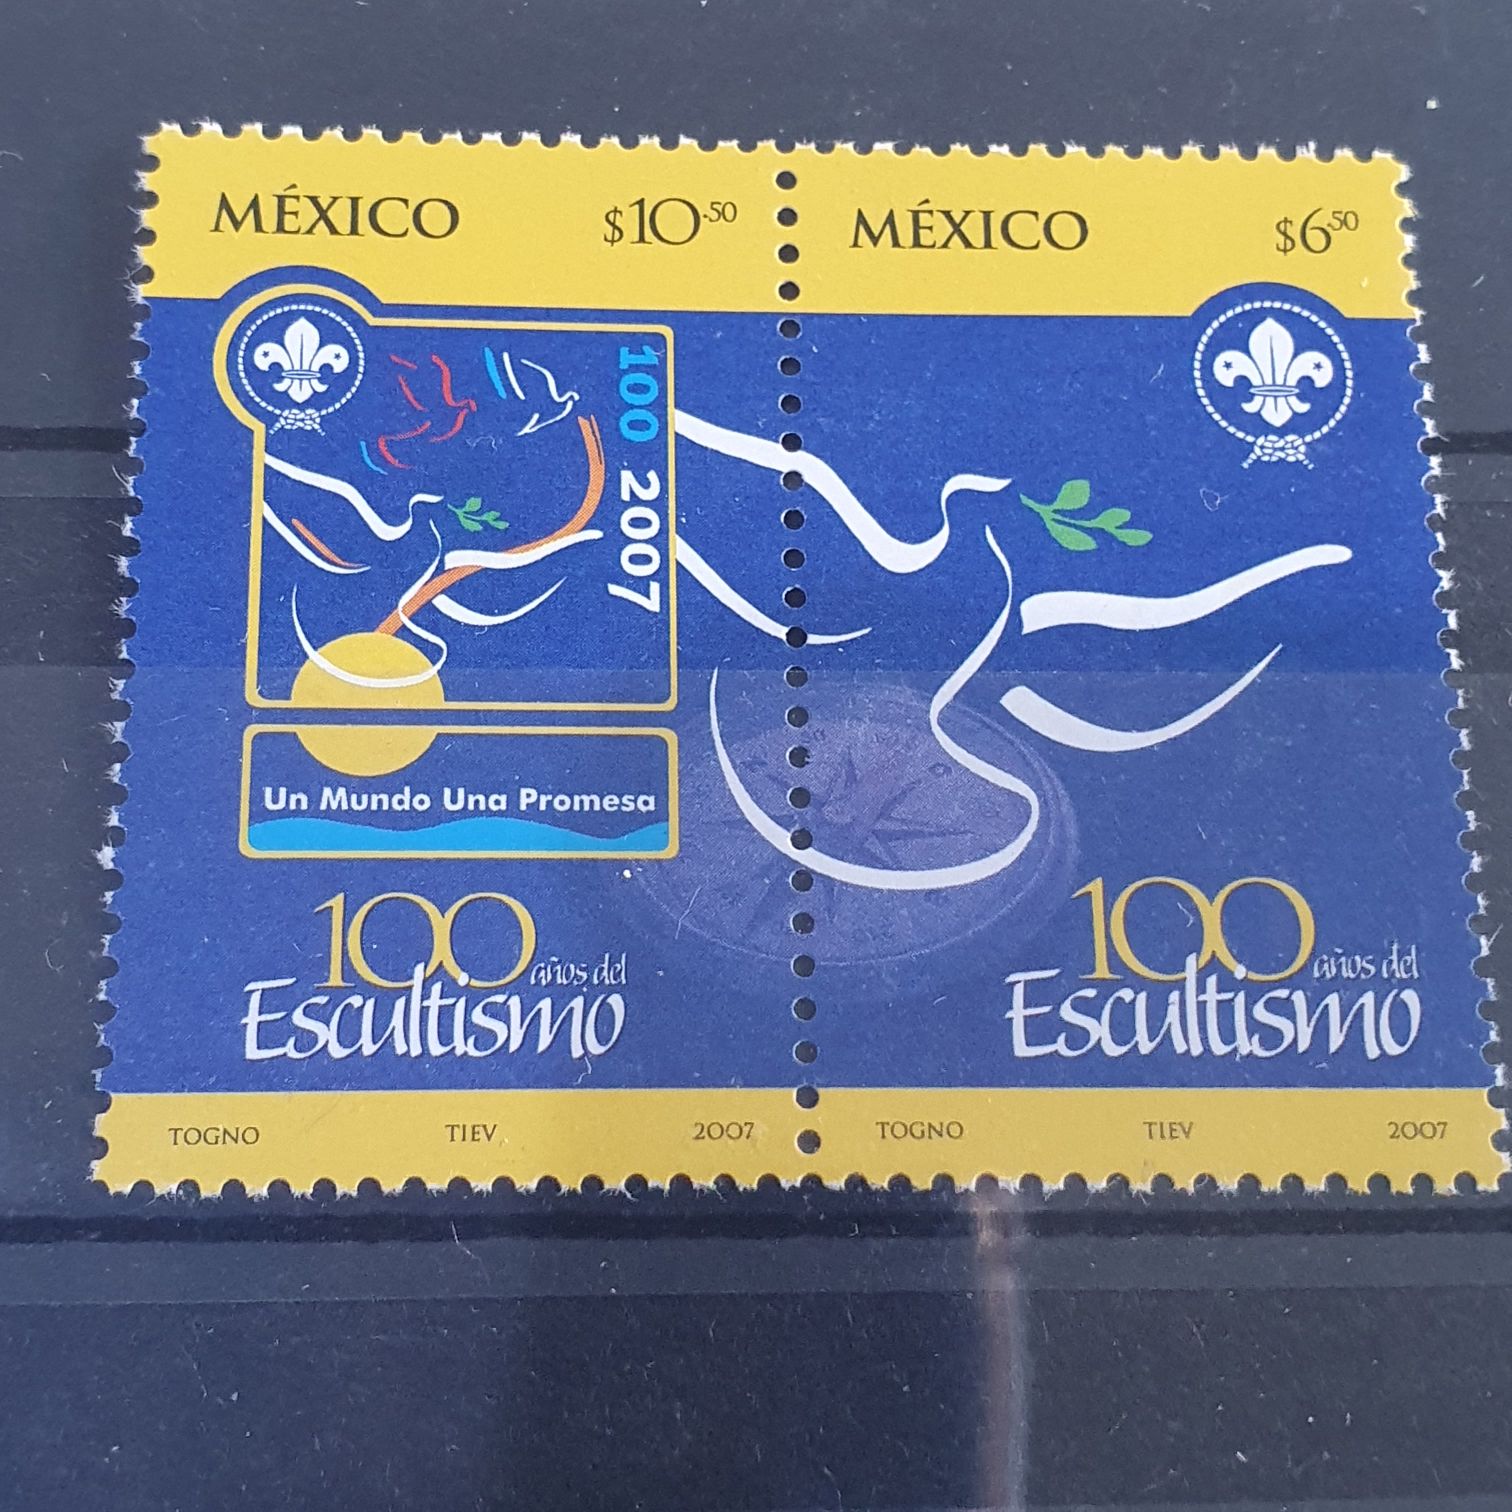 MÉXICO $10.50
100 2007
Un Mundo Una Promesa
100 años del
Escultismo
TOGNO TIEV 2007
MÉXICO $6.50
100 años del
Escultismo
TOGNO TIEV 2007